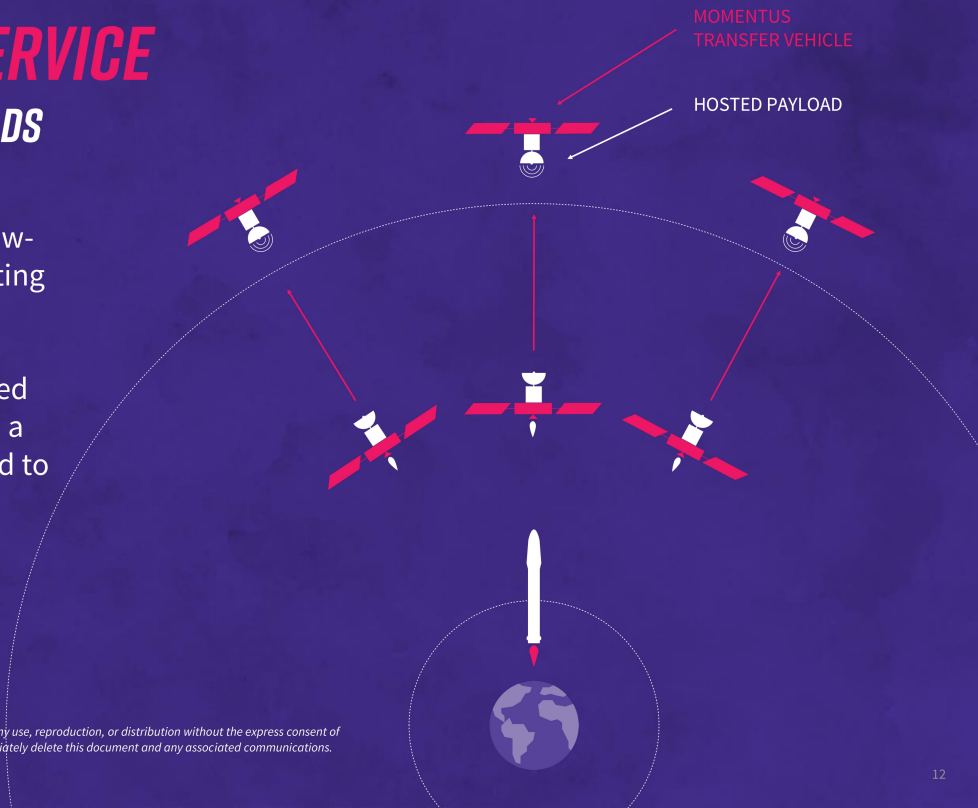 ERVICE
DS
w-
ting
ed
a
d to
MOMENTUS
TRANSFER VEHICLE
HOSTED PAYLOAD
ny use, reproduction, or distribution without the express consent of
iately delete this document and any associated communications.
12